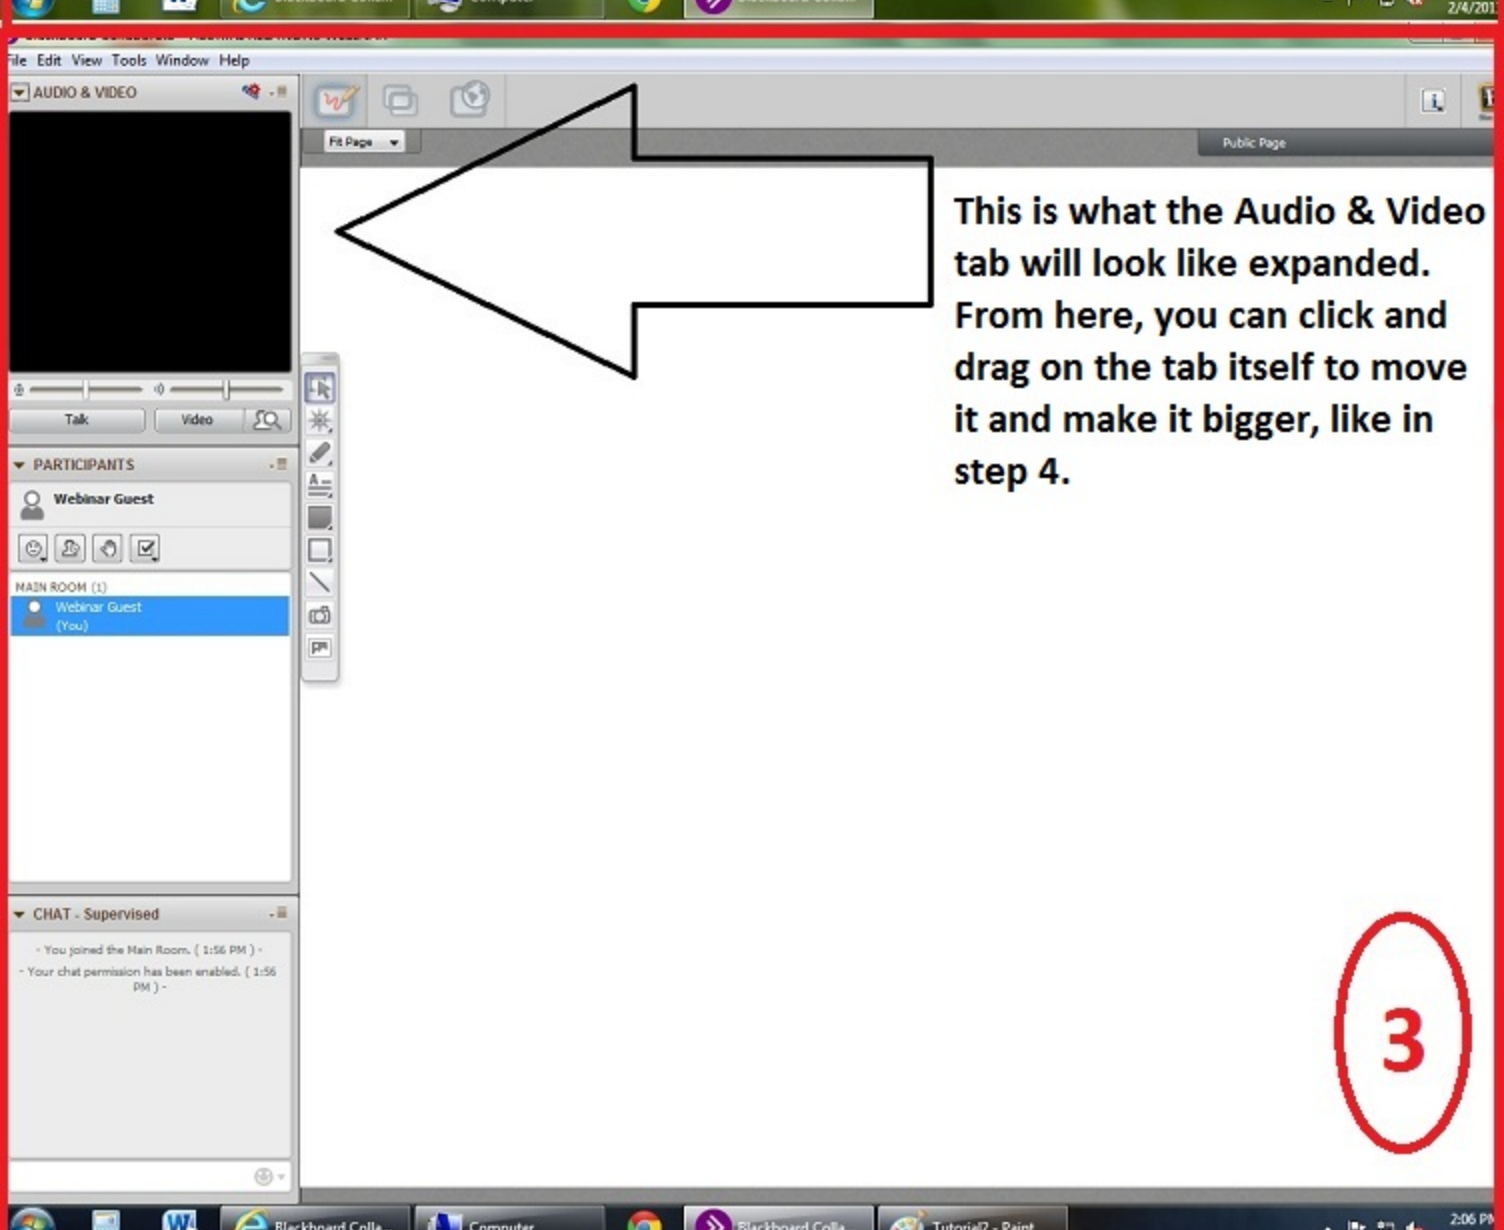 2/4/201
File Edit View Tools Window Help
AUDIO & VIDEO
Fit Page
Public Page
This is what the Audio & Video
tab will look like expanded.
From here, you can click and
drag on the tab itself to move
it and make it bigger, like in
step 4.
Talk
Video
PARTICIPANTS
Webinar Guest
MAIN ROOM (1)
Webinar Guest
(You)
CHAT - Supervised
- You joined the Main Room. ( 1:56 PM ) -
- Your chat permission has been enabled. ( 1:56
PM ) -
3
Blackboard Colla...
Computer
Blackboard Colla...
Tutorial2 - Paint
2:06 PM